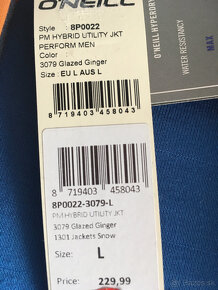 O'NEILL
Style : 8P0022
PM HYBRID UTILITY JKT
PERFORM MEN
Color :
3079 Glazed Ginger
Size : EU L AUS L
8 719403 458043
O'NEILL HYPERDRY
WATER RESISTANCY
MAX
8 719403 458043
8P0022-3079-L
PM HYBRID UTILITY JKT
3079 Glazed Ginger
1301 Jackets Snow
Size: L
Price : 229,99